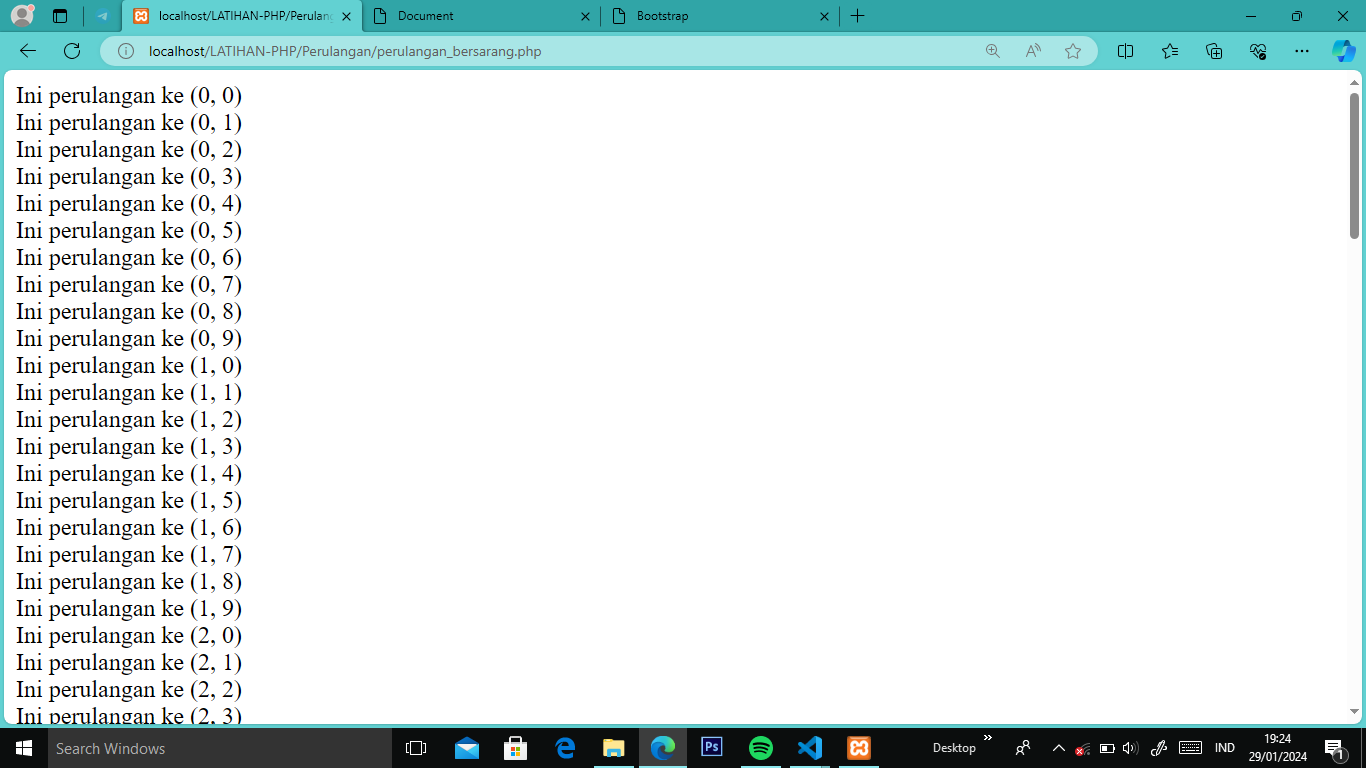 localhost/LATIHAN-PHP/Perulang
Document
Bootstrap
localhost/LATIHAN-PHP/Perulangan/perulangan_bersarang.php
Ini perulangan ke (0, 0)
Ini perulangan ke (0, 1)
Ini perulangan ke (0, 2)
Ini perulangan ke (0, 3)
Ini perulangan ke (0, 4)
Ini perulangan ke (0, 5)
Ini perulangan ke (0, 6)
Ini perulangan ke (0, 7)
Ini perulangan ke (0, 8)
Ini perulangan ke (0, 9)
Ini perulangan ke (1, 0)
Ini perulangan ke (1, 1)
Ini perulangan ke (1, 2)
Ini perulangan ke (1, 3)
Ini perulangan ke (1, 4)
Ini perulangan ke (1, 5)
Ini perulangan ke (1, 6)
Ini perulangan ke (1, 7)
Ini perulangan ke (1, 8)
Ini perulangan ke (1, 9)
Ini perulangan ke (2, 0)
Ini perulangan ke (2, 1)
Ini perulangan ke (2, 2)
Ini perulangan ke (2, 3)
Search Windows
Ps
Desktop
IND
19:24
29/01/2024
1